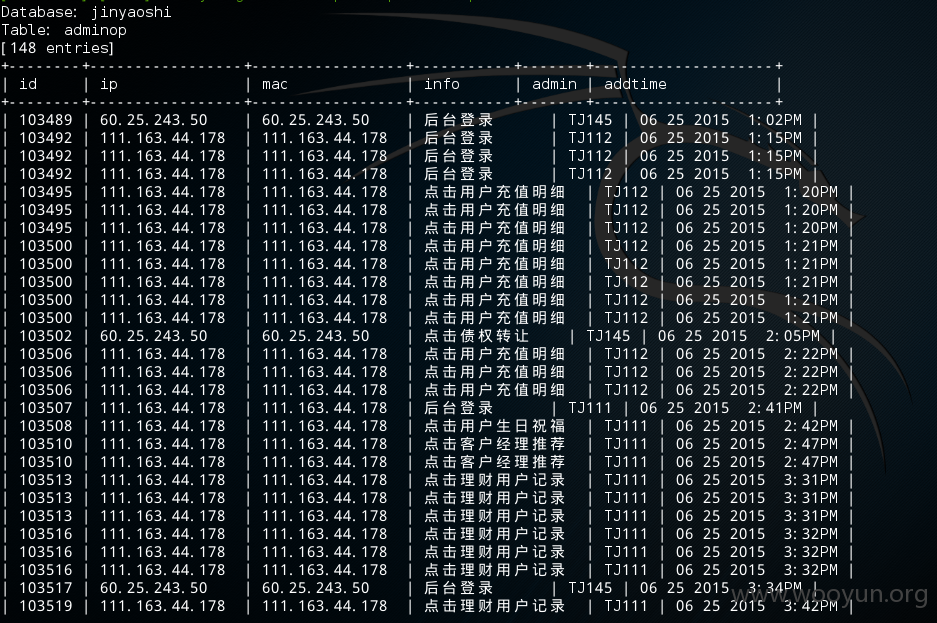 Database: jinyaoshi
Table: adminop
[148 entries]
+--------+----------------+----------------+-----------+-------+--------------------+
| id | ip | mac | info | admin | addtime |
+--------+----------------+----------------+-----------+-------+--------------------+
| 103489 | 60.25.243.50 | 60.25.243.50 | 后台登录 | TJ145 | 06 25 2015 1:02PM |
| 103492 | 111.163.44.178 | 111.163.44.178 | 后台登录 | TJ112 | 06 25 2015 1:15PM |
| 103492 | 111.163.44.178 | 111.163.44.178 | 后台登录 | TJ112 | 06 25 2015 1:15PM |
| 103492 | 111.163.44.178 | 111.163.44.178 | 后台登录 | TJ112 | 06 25 2015 1:15PM |
| 103495 | 111.163.44.178 | 111.163.44.178 | 点击用户充值明细 | TJ112 | 06 25 2015 1:20PM |
| 103495 | 111.163.44.178 | 111.163.44.178 | 点击用户充值明细 | TJ112 | 06 25 2015 1:20PM |
| 103495 | 111.163.44.178 | 111.163.44.178 | 点击用户充值明细 | TJ112 | 06 25 2015 1:20PM |
| 103500 | 111.163.44.178 | 111.163.44.178 | 点击用户充值明细 | TJ112 | 06 25 2015 1:21PM |
| 103500 | 111.163.44.178 | 111.163.44.178 | 点击用户充值明细 | TJ112 | 06 25 2015 1:21PM |
| 103500 | 111.163.44.178 | 111.163.44.178 | 点击用户充值明细 | TJ112 | 06 25 2015 1:21PM |
| 103500 | 111.163.44.178 | 111.163.44.178 | 点击用户充值明细 | TJ112 | 06 25 2015 1:21PM |
| 103500 | 111.163.44.178 | 111.163.44.178 | 点击用户充值明细 | TJ112 | 06 25 2015 1:21PM |
| 103502 | 60.25.243.50 | 60.25.243.50 | 点击债权转让 | TJ145 | 06 25 2015 2:05PM |
| 103506 | 111.163.44.178 | 111.163.44.178 | 点击用户充值明细 | TJ112 | 06 25 2015 2:22PM |
| 103506 | 111.163.44.178 | 111.163.44.178 | 点击用户充值明细 | TJ112 | 06 25 2015 2:22PM |
| 103506 | 111.163.44.178 | 111.163.44.178 | 点击用户充值明细 | TJ112 | 06 25 2015 2:22PM |
| 103507 | 111.163.44.178 | 111.163.44.178 | 后台登录 | TJ111 | 06 25 2015 2:41PM |
| 103508 | 111.163.44.178 | 111.163.44.178 | 点击用户生日祝福 | TJ111 | 06 25 2015 2:42PM |
| 103510 | 111.163.44.178 | 111.163.44.178 | 点击客户经理推荐 | TJ111 | 06 25 2015 2:47PM |
| 103510 | 111.163.44.178 | 111.163.44.178 | 点击客户经理推荐 | TJ111 | 06 25 2015 2:47PM |
| 103513 | 111.163.44.178 | 111.163.44.178 | 点击理财用户记录 | TJ111 | 06 25 2015 3:31PM |
| 103513 | 111.163.44.178 | 111.163.44.178 | 点击理财用户记录 | TJ111 | 06 25 2015 3:31PM |
| 103513 | 111.163.44.178 | 111.163.44.178 | 点击理财用户记录 | TJ111 | 06 25 2015 3:31PM |
| 103516 | 111.163.44.178 | 111.163.44.178 | 点击理财用户记录 | TJ111 | 06 25 2015 3:32PM |
| 103516 | 111.163.44.178 | 111.163.44.178 | 点击理财用户记录 | TJ111 | 06 25 2015 3:32PM |
| 103516 | 111.163.44.178 | 111.163.44.178 | 点击理财用户记录 | TJ111 | 06 25 2015 3:32PM |
| 103517 | 60.25.243.50 | 60.25.243.50 | 后台登录 | TJ145 | 06 25 2015 3:34PM |
| 103519 | 111.163.44.178 | 111.163.44.178 | 点击理财用户记录 | TJ111 | 06 25 2015 3:42PM |
www.wooyun.org